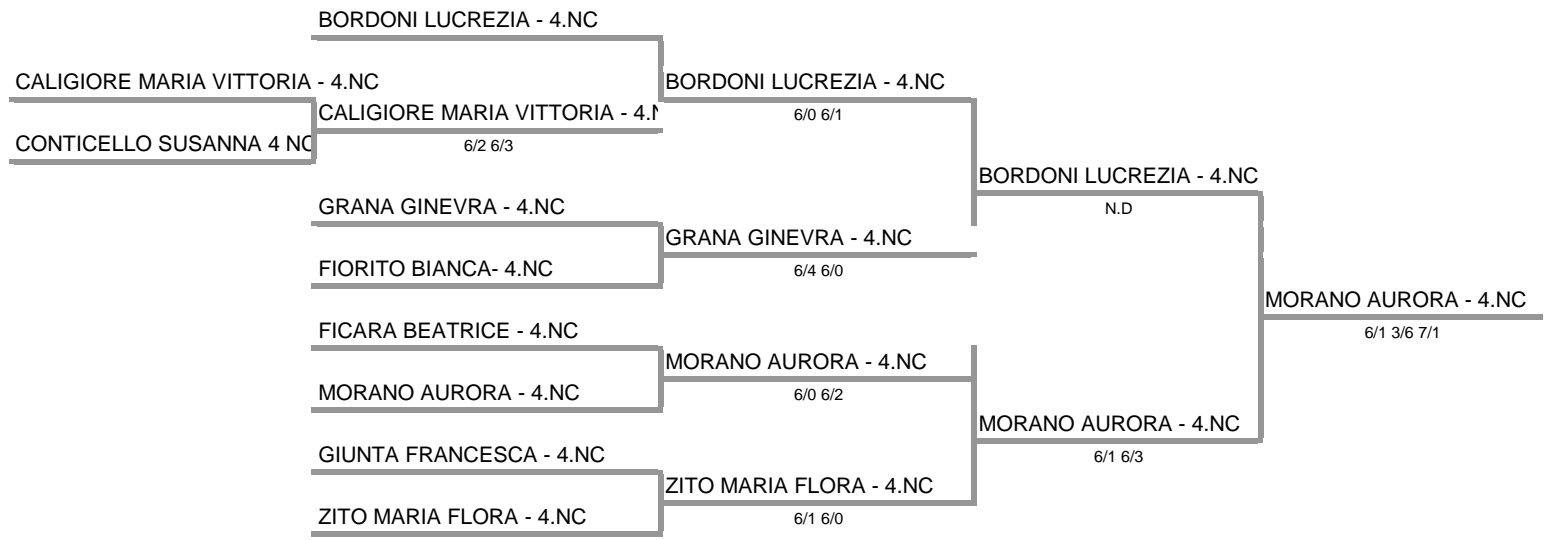 BORDONI LUCREZIA - 4.NC
CALIGIORE MARIA VITTORIA - 4.NC
BORDONI LUCREZIA - 4.NC
6/0 6/1
CALIGIORE MARIA VITTORIA - 4.N
6/2 6/3
CONTICELLO SUSANNA 4 NC
BORDONI LUCREZIA - 4.NC
N.D
GRANA GINEVRA - 4.NC
GRANA GINEVRA - 4.NC
6/4 6/0
FIORITO BIANCA- 4.NC
MORANO AURORA - 4.NC
6/1 3/6 7/1
FICARA BEATRICE - 4.NC
MORANO AURORA - 4.NC
6/0 6/2
MORANO AURORA - 4.NC
MORANO AURORA - 4.NC
6/1 6/3
GIUNTA FRANCESCA - 4.NC
ZITO MARIA FLORA - 4.NC
6/1 6/0
ZITO MARIA FLORA - 4.NC